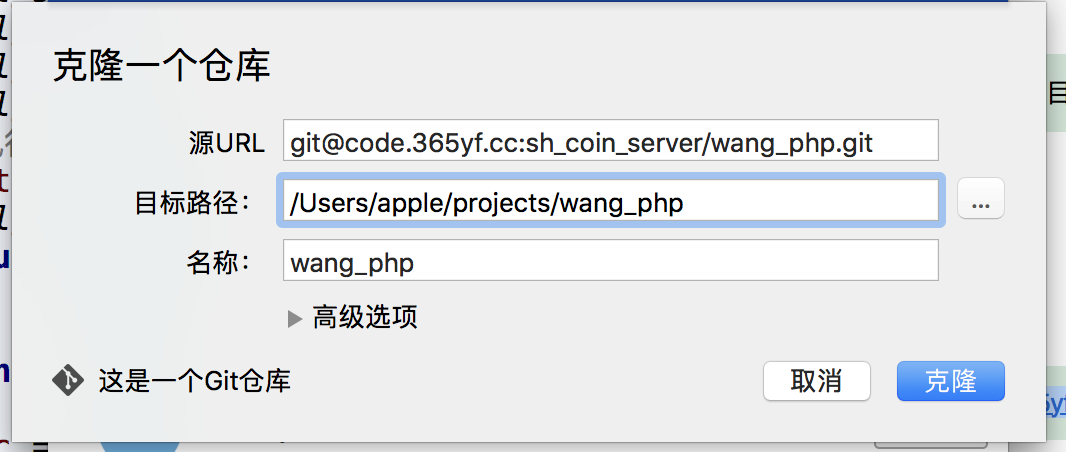 克隆一个仓库
源URL git@code.365yf.cc:sh_coin_server/wang_php.git
目标路径： /Users/apple/projects/wang_php ...
名称： wang_php
高级选项
这是一个Git仓库 取消 克隆
目